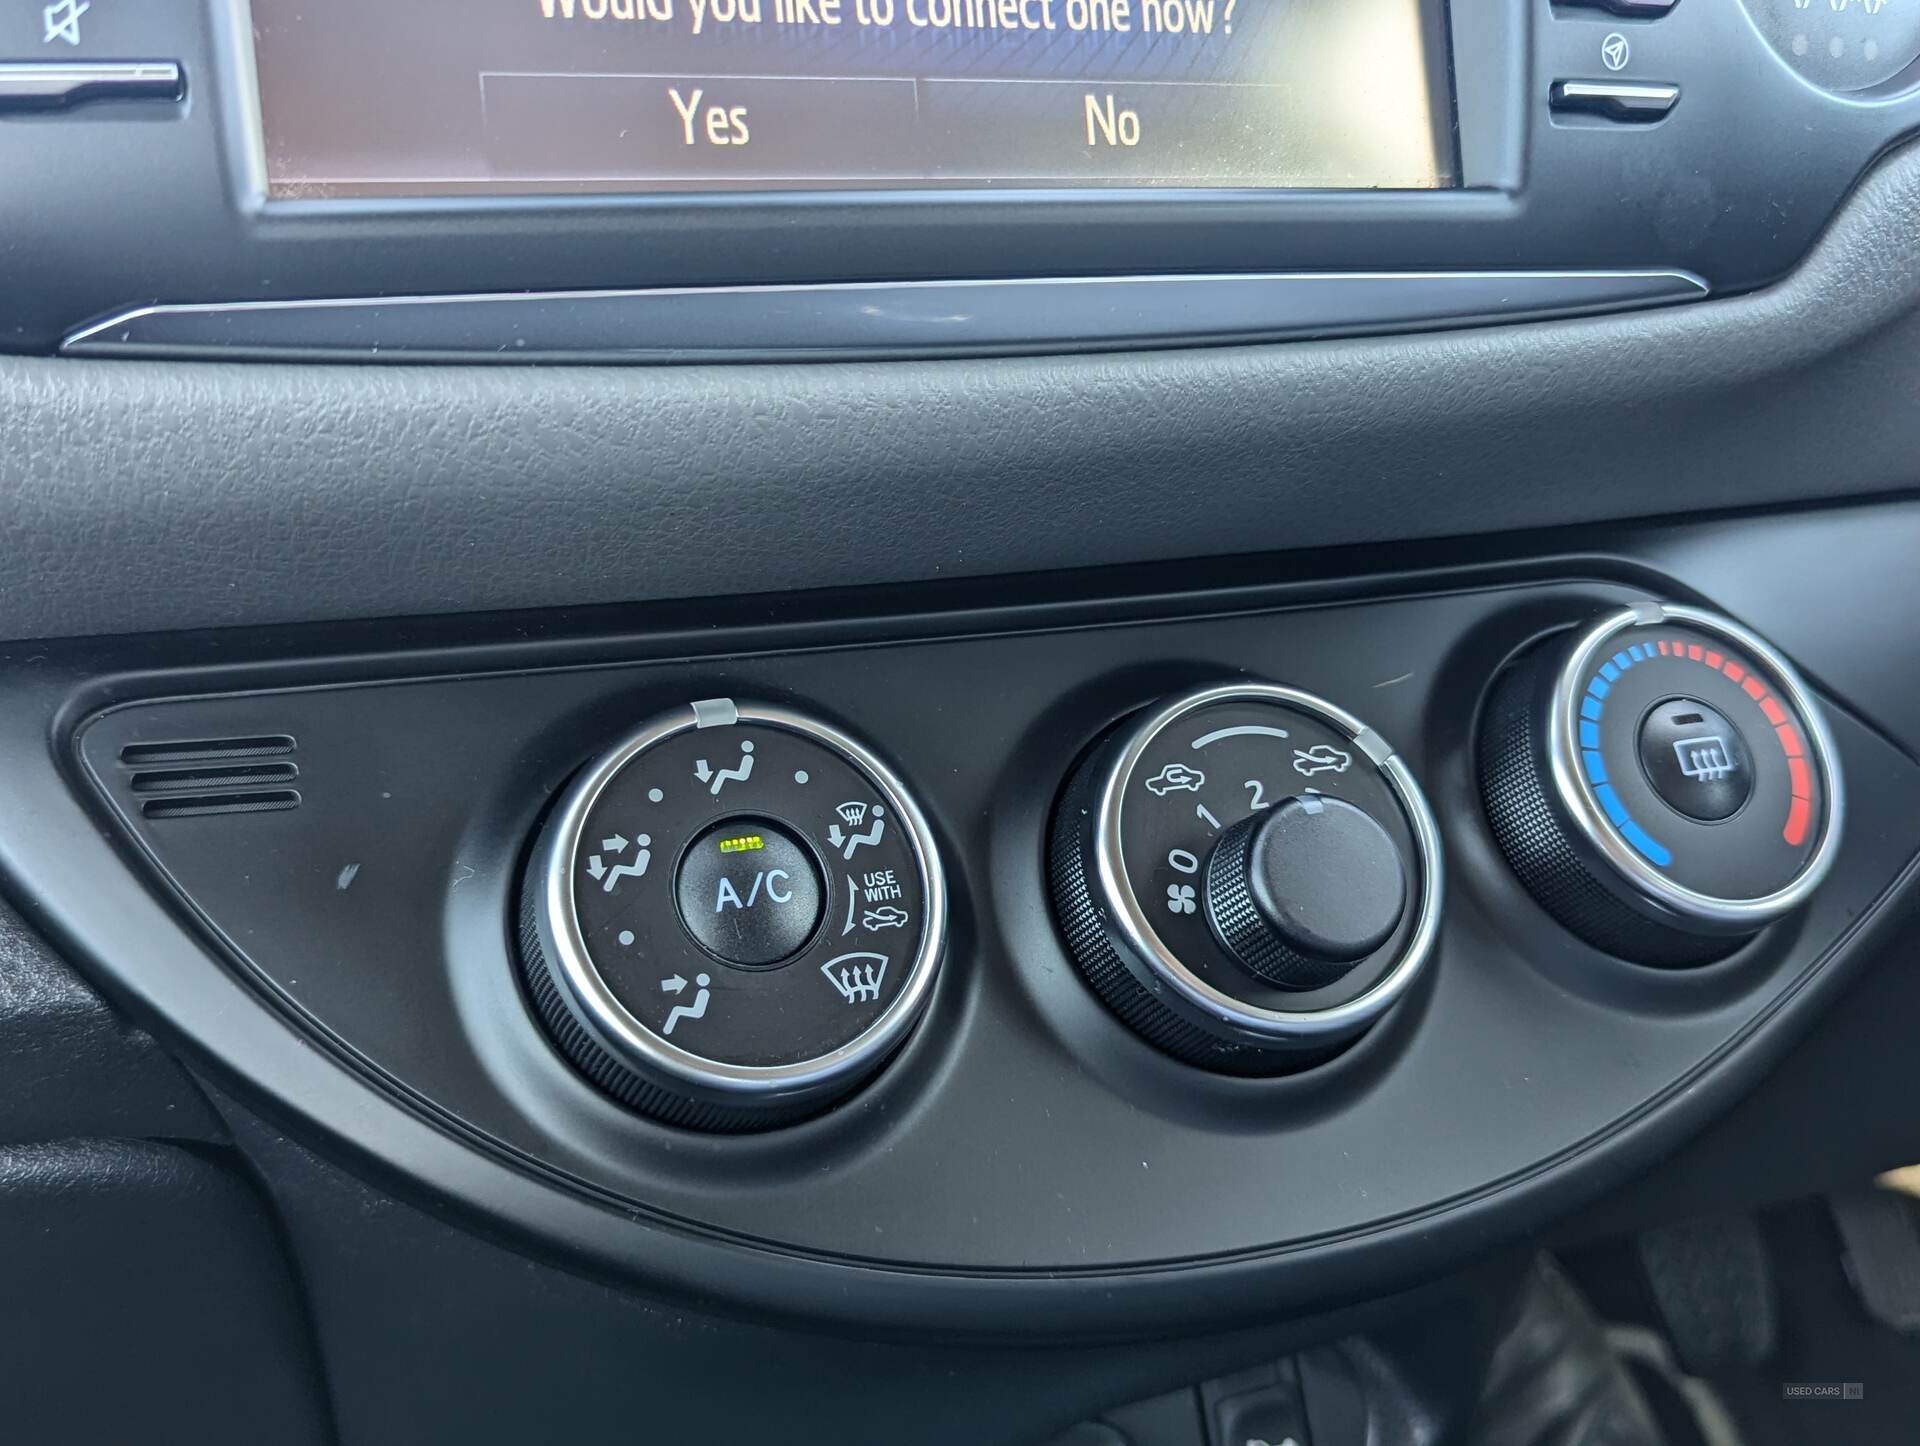 Would you like to connect one now?
Yes No
0 1 2
A/C
USE
WITH
USED CARS NI